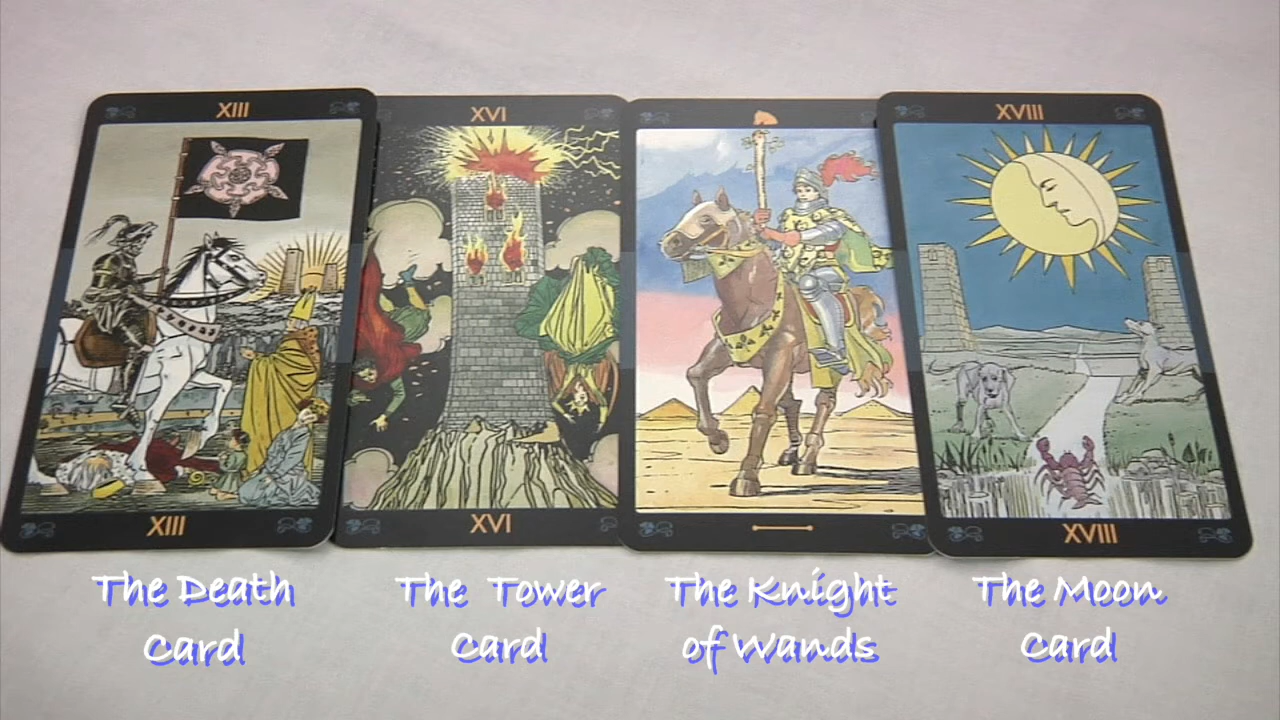 XIII
XVI
XVIII
XIII
XVI
XVIII
The Death
Card
The Tower
Card
The Knight
of Wands
The Moon
Card